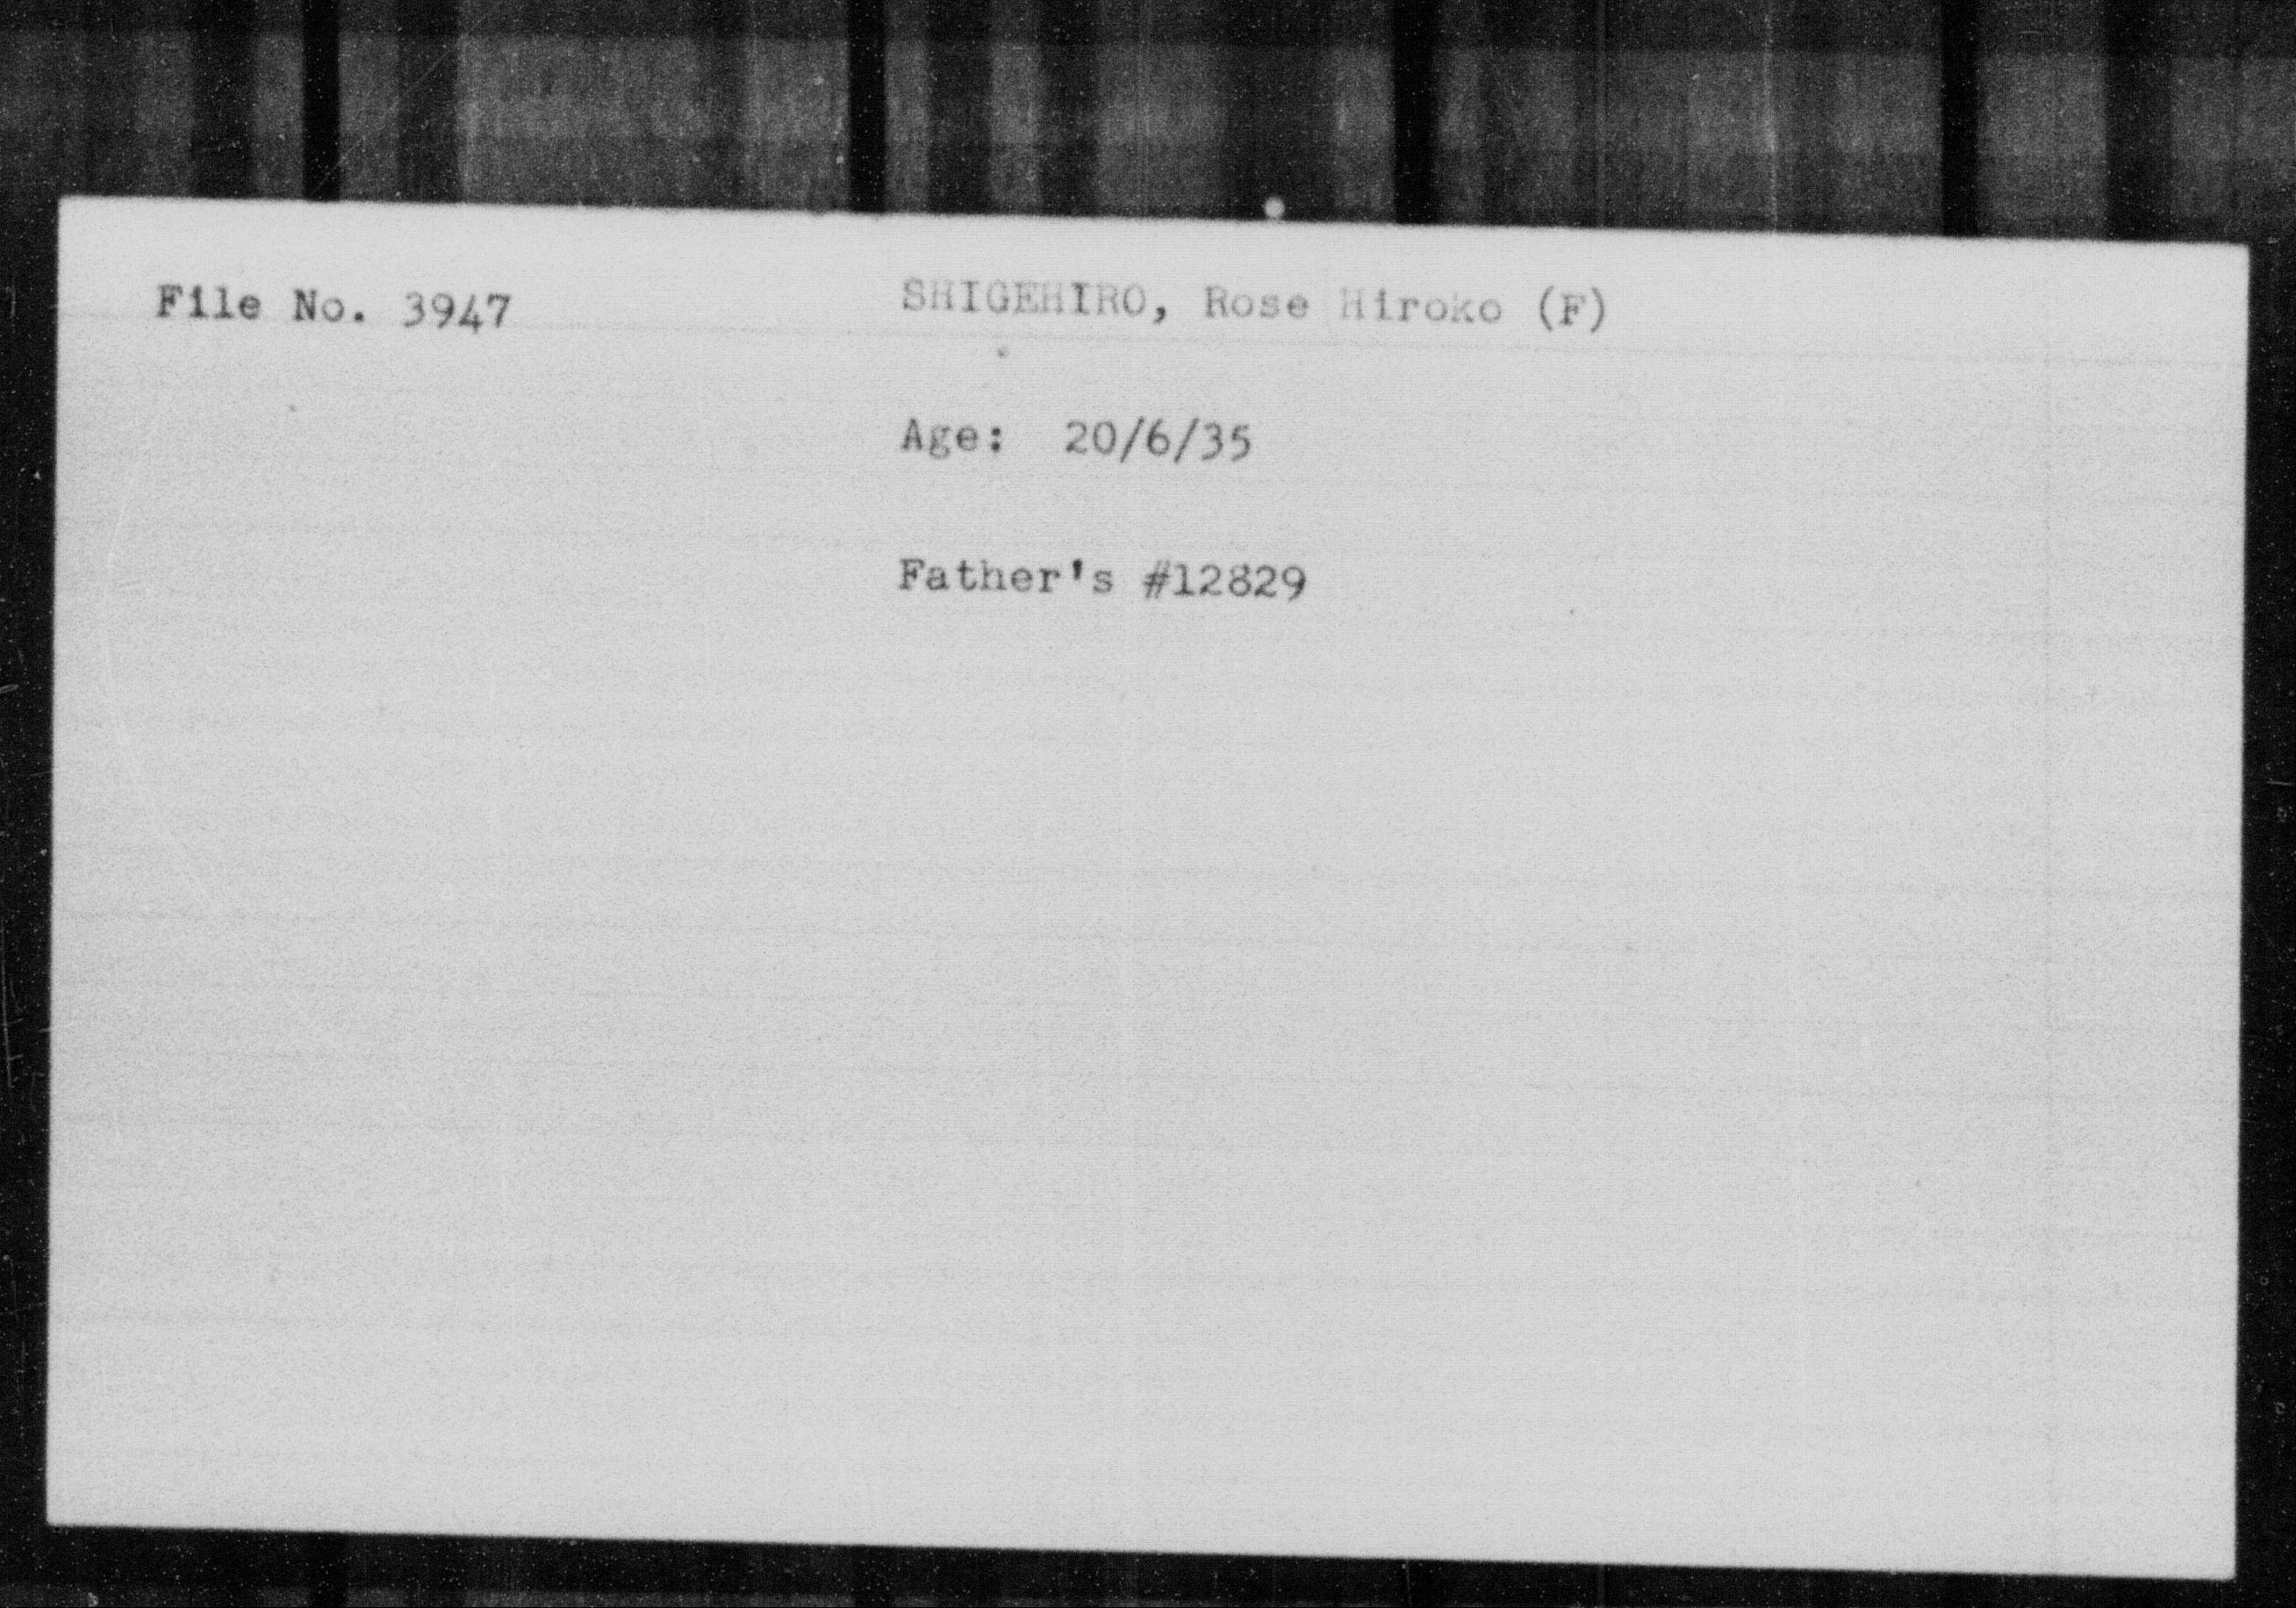 File No. 3947
SHIGEHIRO, Rose Hiroko (F)
Age: 20/6/35
Father's #12829